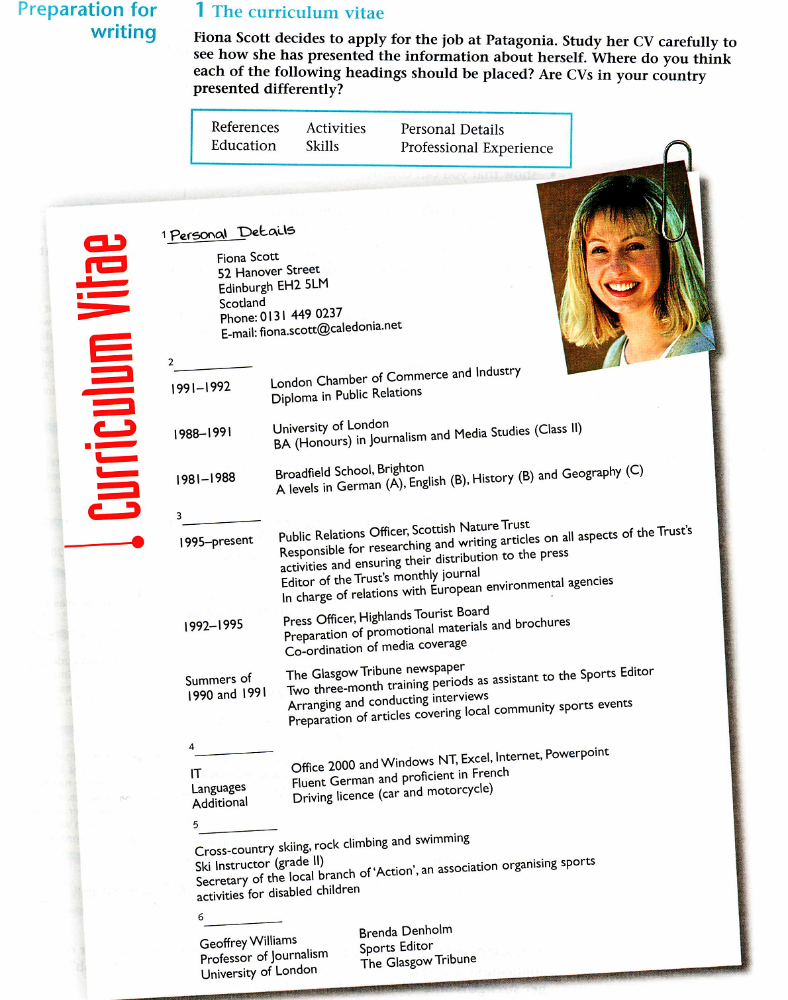 Preparation for
writing
1 The curriculum vitae
Fiona Scott decides to apply for the job at Patagonia. Study her CV carefully to
see how she has presented the information about herself. Where do you think
each of the following headings should be placed? Are CVs in your country
presented differently?
References Activities Personal Details
Education Skills Professional Experience
Curriculum Vitae
1 Personal Details
Fiona Scott
52 Hanover Street
Edinburgh EH2 5LM
Scotland
Phone: 0131 449 0237
E-mail: fiona.scott@caledonia.net
2
1991–1992 London Chamber of Commerce and Industry
Diploma in Public Relations
1988–1991 University of London
BA (Honours) in Journalism and Media Studies (Class II)
1981–1988 Broadfield School, Brighton
A levels in German (A), English (B), History (B) and Geography (C)
3
1995–present Public Relations Officer, Scottish Nature Trust
Responsible for researching and writing articles on all aspects of the Trust's
activities and ensuring their distribution to the press
Editor of the Trust's monthly journal
In charge of relations with European environmental agencies
1992–1995 Press Officer, Highlands Tourist Board
Preparation of promotional materials and brochures
Co-ordination of media coverage
Summers of The Glasgow Tribune newspaper
1990 and 1991 Two three-month training periods as assistant to the Sports Editor
Arranging and conducting interviews
Preparation of articles covering local community sports events
4
IT Office 2000 and Windows NT, Excel, Internet, Powerpoint
Languages Fluent German and proficient in French
Additional Driving licence (car and motorcycle)
5
Cross-country skiing, rock climbing and swimming
Ski Instructor (grade II)
Secretary of the local branch of 'Action', an association organising sports
activities for disabled children
6
Geoffrey Williams Brenda Denholm
Professor of Journalism Sports Editor
University of London The Glasgow Tribune